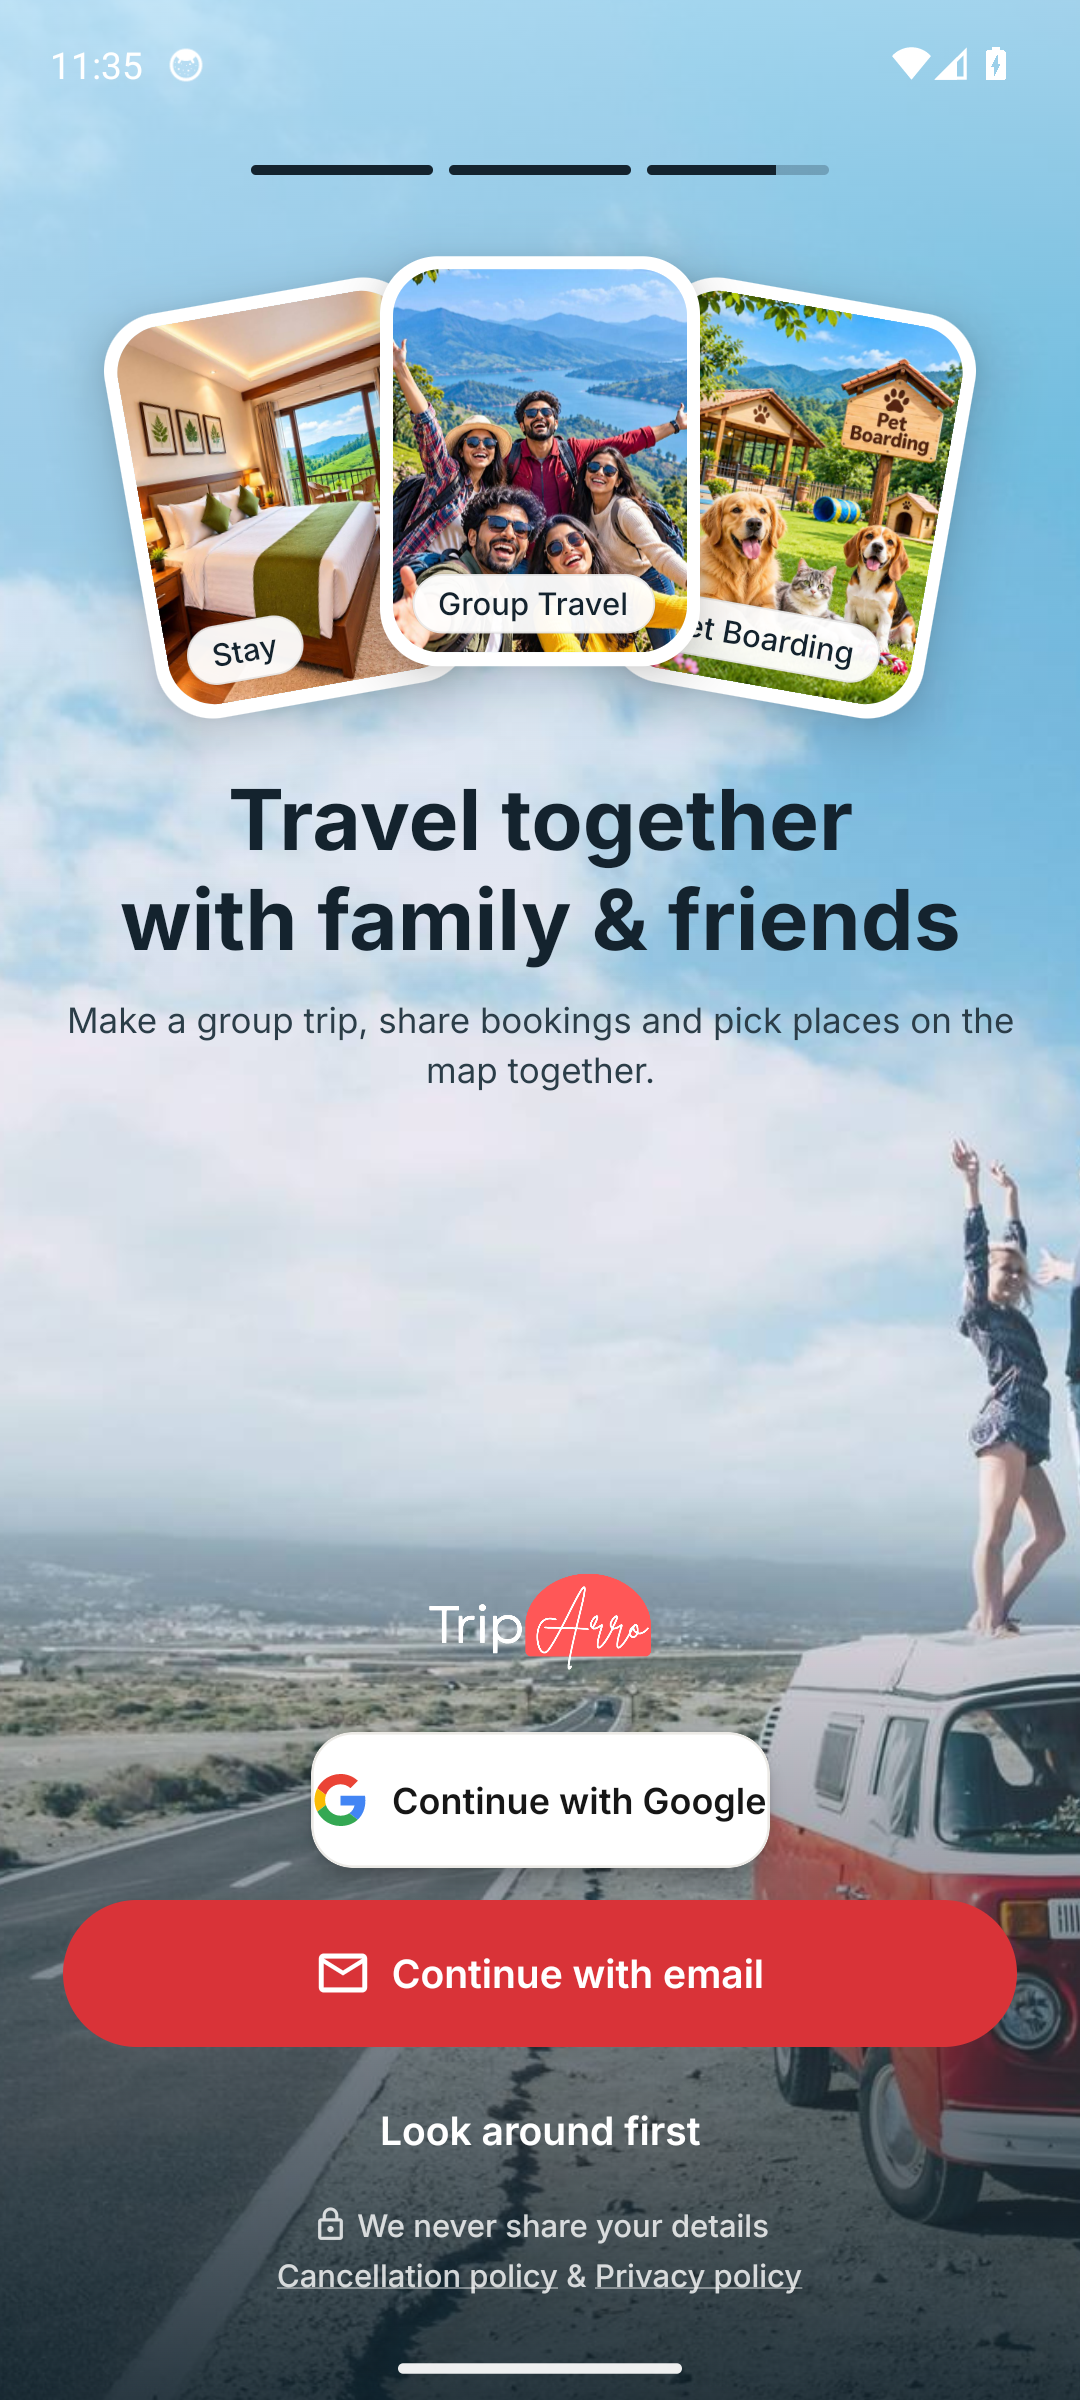 11:35
Pet
Boarding
Stay
Group Travel
et Boarding
Travel together
with family & friends
Make a group trip, share bookings and pick places on the
map together.
Trip Arro
Continue with Google
Continue with email
Look around first
We never share your details
Cancellation policy & Privacy policy